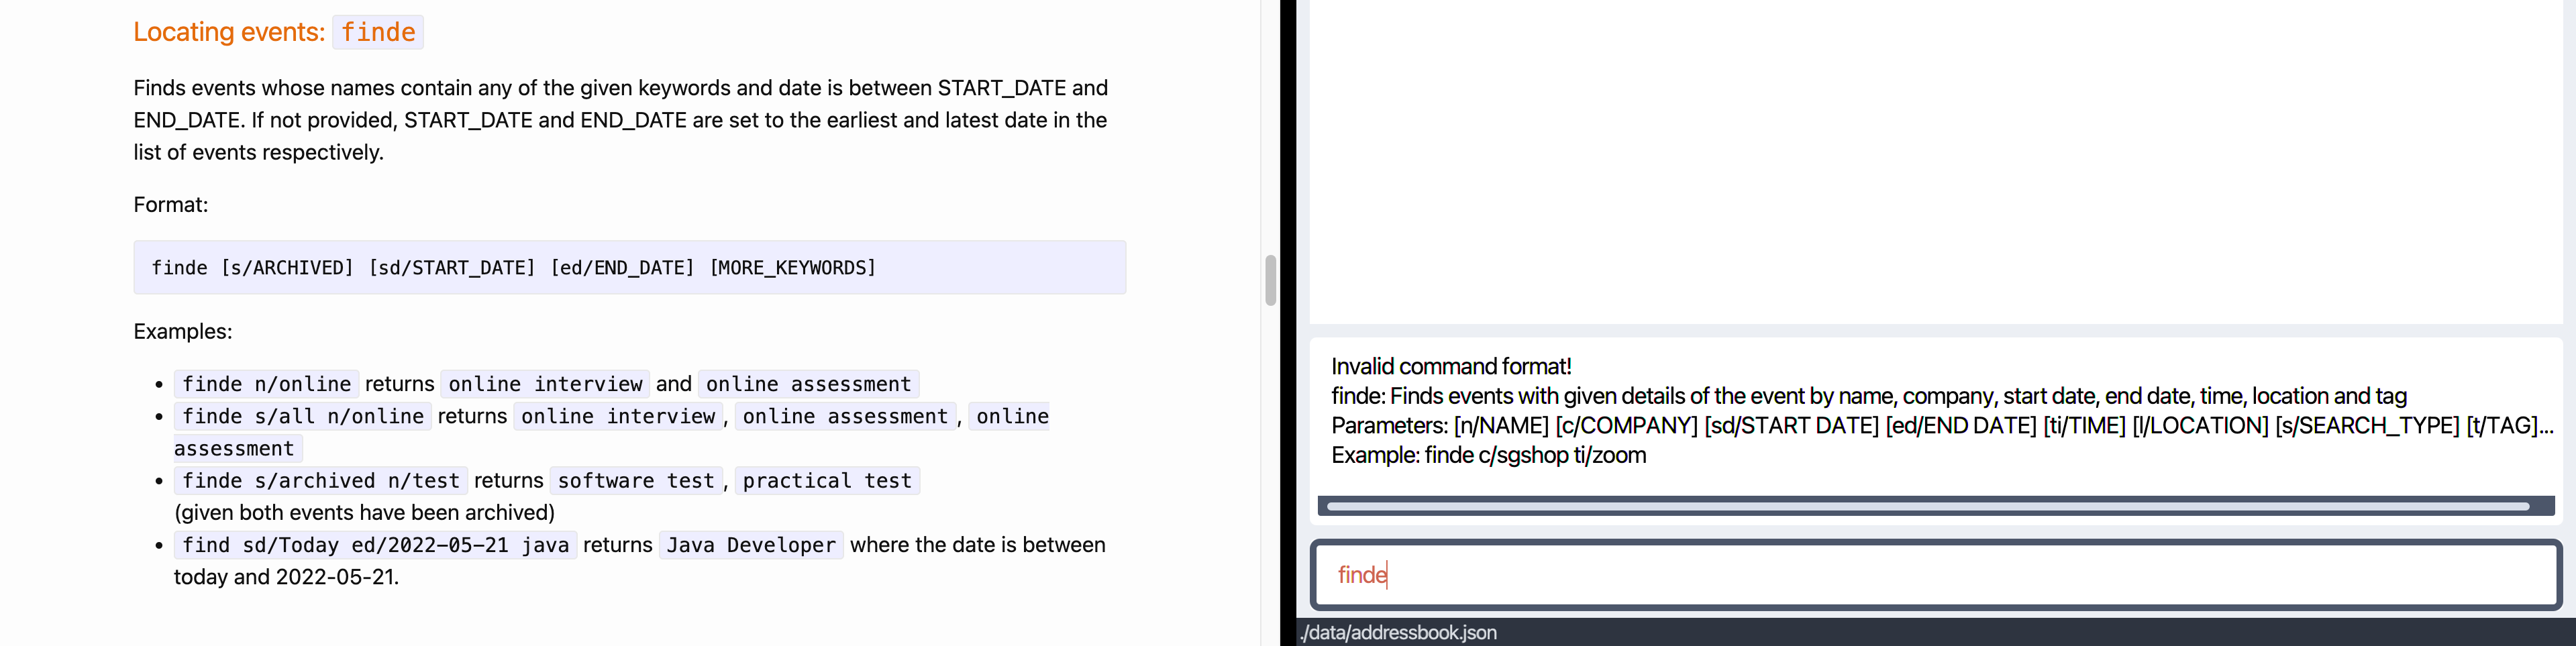 Locating events: finde
Finds events whose names contain any of the given keywords and date is between START_DATE and
END_DATE. If not provided, START_DATE and END_DATE are set to the earliest and latest date in the
list of events respectively.
Format:
finde [s/ARCHIVED] [sd/START_DATE] [ed/END_DATE] [MORE_KEYWORDS]
Examples:
• finde n/online returns online interview and online assessment
• finde s/all n/online returns online interview, online assessment, online
assessment
• finde s/archived n/test returns software test, practical test
(given both events have been archived)
• find sd/Today ed/2022-05-21 java returns Java Developer where the date is between
today and 2022-05-21.
Invalid command format!
finde: Finds events with given details of the event by name, company, start date, end date, time, location and tag
Parameters: [n/NAME] [c/COMPANY] [sd/START DATE] [ed/END DATE] [ti/TIME] [l/LOCATION] [s/SEARCH_TYPE] [t/TAG]...
Example: finde c/sgshop ti/zoom
finde
./data/addressbook.json